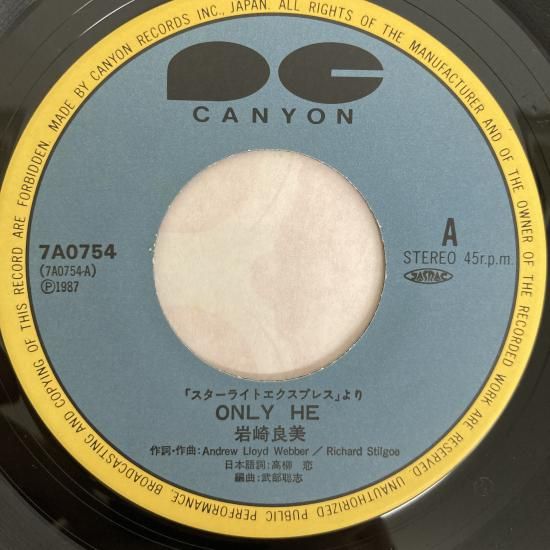 MADE BY CANYON RECORDS INC., JAPAN. ALL RIGHTS OF THE MANUFACTURER AND OF THE OWNER OF THE RECORDED WORK ARE RESERVED. UNAUTHORIZED PUBLIC PERFORMANCE, BROADCASTING AND COPYING OF THIS RECORD ARE FORBIDDEN.
CANYON
7A0754
(7A0754-A)
Ⓟ1987
A
STEREO 45r.p.m.
JASRAC
「スターライトエクスプレス」より
ONLY HE
岩崎良美
作詞・作曲:Andrew Lloyd Webber/Richard Stilgoe
日本語詞:高柳 恋
編曲:武部聡志